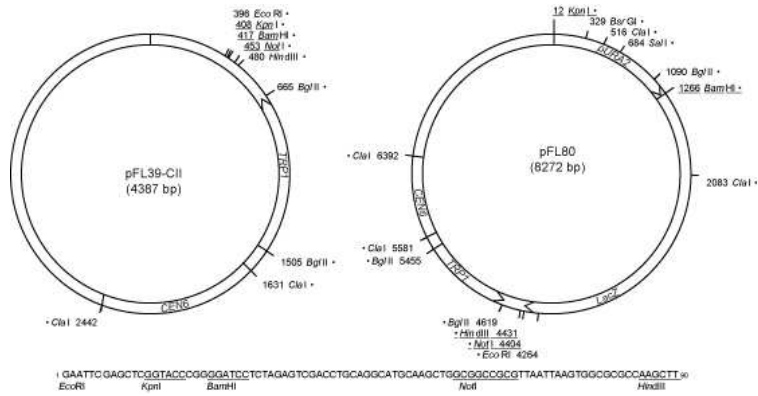 396 EcoRI •
408 KpnI •
417 BamHI •
453 NotI •
480 HindIII •
665 BglII •
TRP1
pFL39-CII
(4387 bp)
1505 BglII •
1631 ClaI •
CEN6
• ClaI 2442
12 KpnI •
329 BsrGI •
516 ClaI •
684 SalI •
pURA2
1090 BglII •
1266 BamHI •
• ClaI 6392
pFL80
(8272 bp)
2083 ClaI •
CEN6
• ClaI 5581
• BglII 5455
TRP1
LacZ
• BglII 4619
• HindIII 4431
• NotI 4404
• EcoRI 4264
1 GAATTCGAGCTCGGTACCCGGGGATCCTCTAGAGTCGACCTGCAGGCATGCAAGCTGGCGGCCGCGTTAATTAAGTGGCGCGCCAAGCTT 90
EcoRI KpnI BamHI NotI HindIII